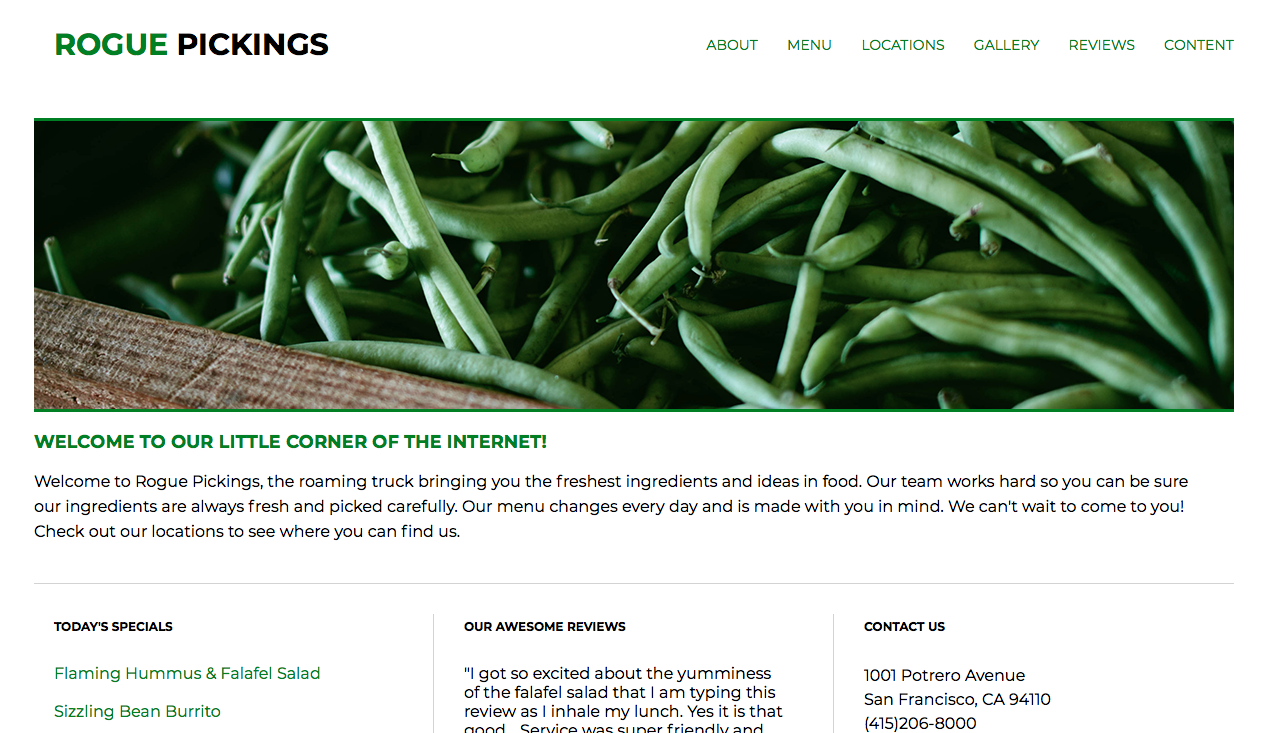 ROGUE PICKINGS
ABOUT MENU LOCATIONS GALLERY REVIEWS CONTENT
WELCOME TO OUR LITTLE CORNER OF THE INTERNET!
Welcome to Rogue Pickings, the roaming truck bringing you the freshest ingredients and ideas in food. Our team works hard so you can be sure
our ingredients are always fresh and picked carefully. Our menu changes every day and is made with you in mind. We can't wait to come to you!
Check out our locations to see where you can find us.
TODAY'S SPECIALS
Flaming Hummus & Falafel Salad
Sizzling Bean Burrito
OUR AWESOME REVIEWS
"I got so excited about the yumminess
of the falafel salad that I am typing this
review as I inhale my lunch. Yes it is that
good... Service was super friendly and
CONTACT US
1001 Potrero Avenue
San Francisco, CA 94110
(415)206-8000